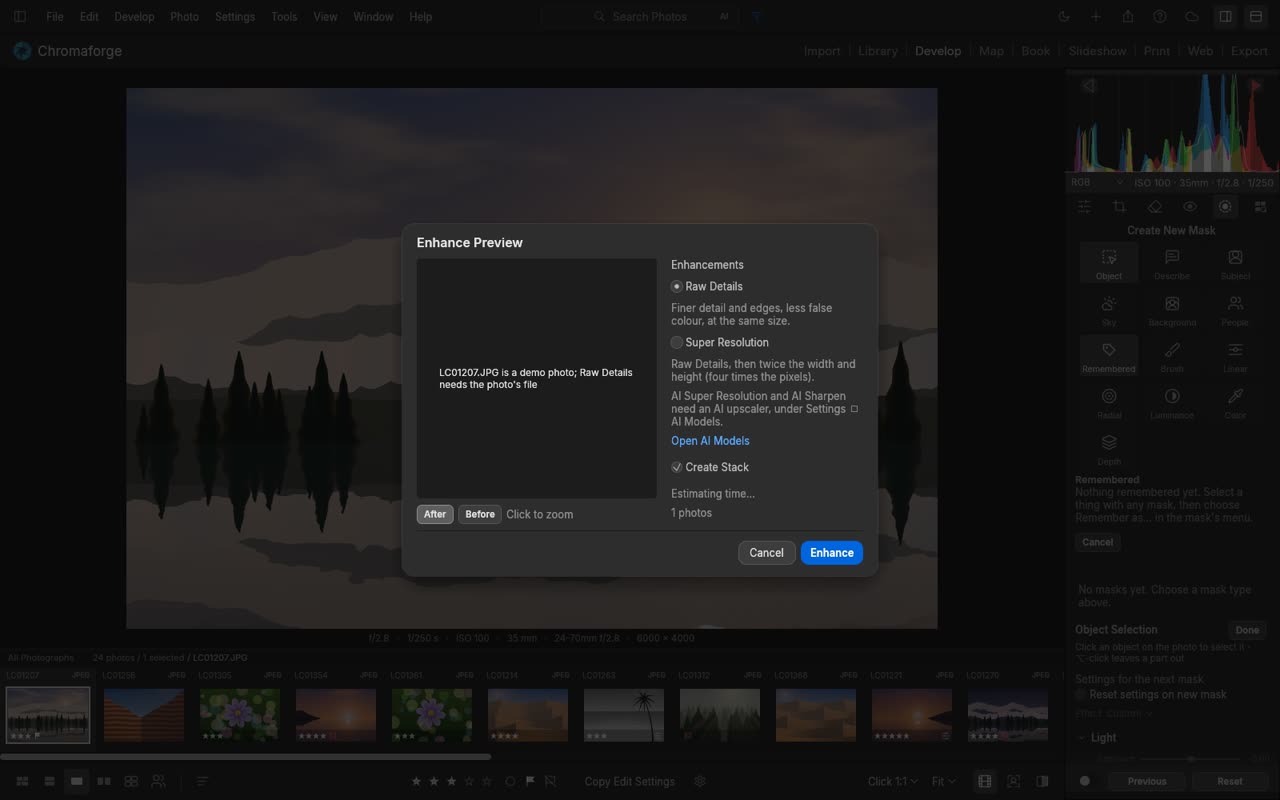 File Edit Develop Photo Settings Tools View Window Help
Search Photos AI
Chromaforge
Import Library Develop Map Book Slideshow Print Web Export
RGB ISO 100 · 35mm · f/2.8 · 1/250
Create New Mask
Object Describe Subject
Sky Background People
Remembered Brush Linear
Radial Luminance Color
Depth
Remembered
Nothing remembered yet. Select a
thing with any mask, then choose
Remember as... in the mask's menu.
Cancel
No masks yet. Choose a mask type
above.
Object Selection Done
Click an object on the photo to select it ·
⌥-click leaves a part out
Settings for the next mask
Reset settings on new mask
Effect: Custom
Light
Enhance Preview
LC01207.JPG is a demo photo; Raw Details
needs the photo's file
After Before Click to zoom
Enhancements
Raw Details
Finer detail and edges, less false
colour, at the same size.
Super Resolution
Raw Details, then twice the width and
height (four times the pixels).
AI Super Resolution and AI Sharpen
need an AI upscaler, under Settings
AI Models.
Open AI Models
Create Stack
Estimating time...
1 photos
Cancel Enhance
f/2.8 · 1/250 s · ISO 100 · 35 mm · 24-70mm f/2.8 · 6000 × 4000
All Photographs 24 photos / 1 selected / LC01207.JPG
LC01207 JPEG LC01256 JPEG LC01305 JPEG LC01354 JPEG LC01361 JPEG LC01214 JPEG LC01263 JPEG LC01312 JPEG LC01368 JPEG LC01221 JPEG LC01270 JPEG
Copy Edit Settings Click 1:1 Fit Previous Reset